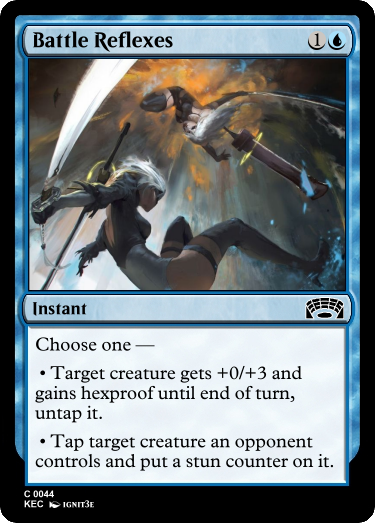 Battle Reflexes 1
Instant
Choose one —
• Target creature gets +0/+3 and
gains hexproof until end of turn,
untap it.
• Tap target creature an opponent
controls and put a stun counter on it.
C 0044
KEC IGNIT3E